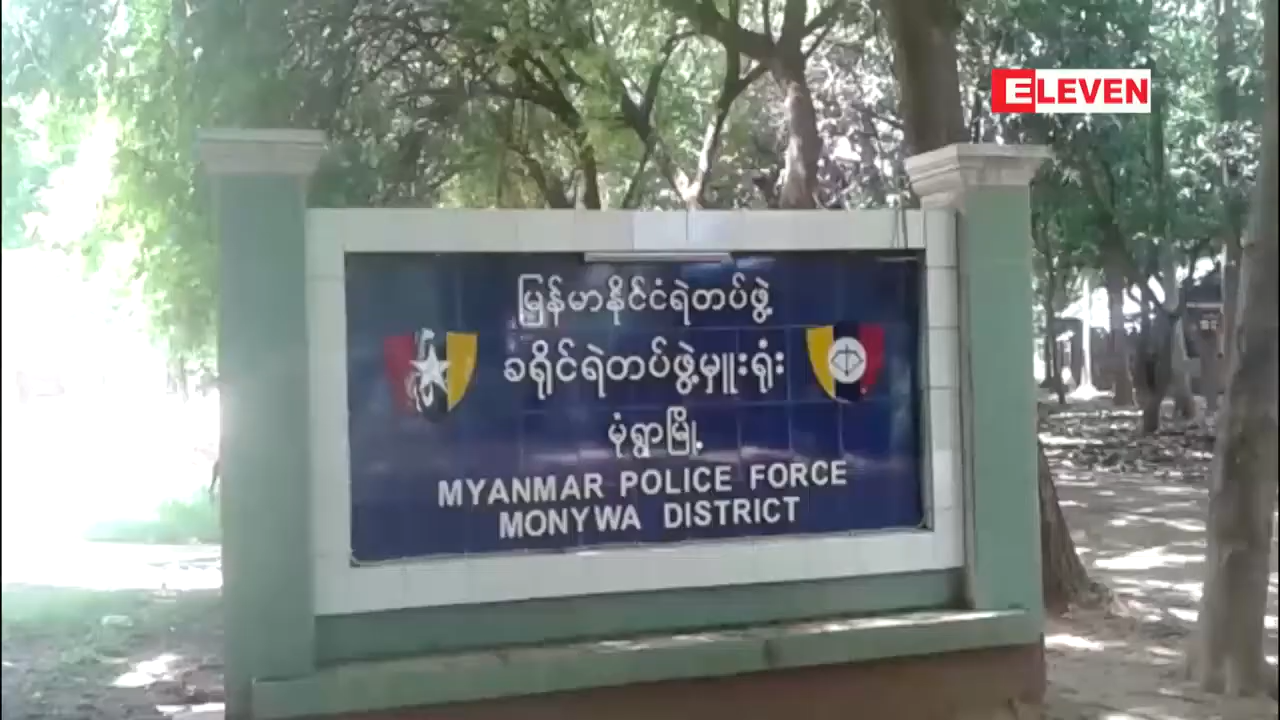 ELEVEN
မြန်မာနိုင်ငံရဲတပ်ဖွဲ့
ခရိုင်ရဲတပ်ဖွဲ့မှူးရုံး
မုံရွာမြို့
MYANMAR POLICE FORCE
MONYWA DISTRICT